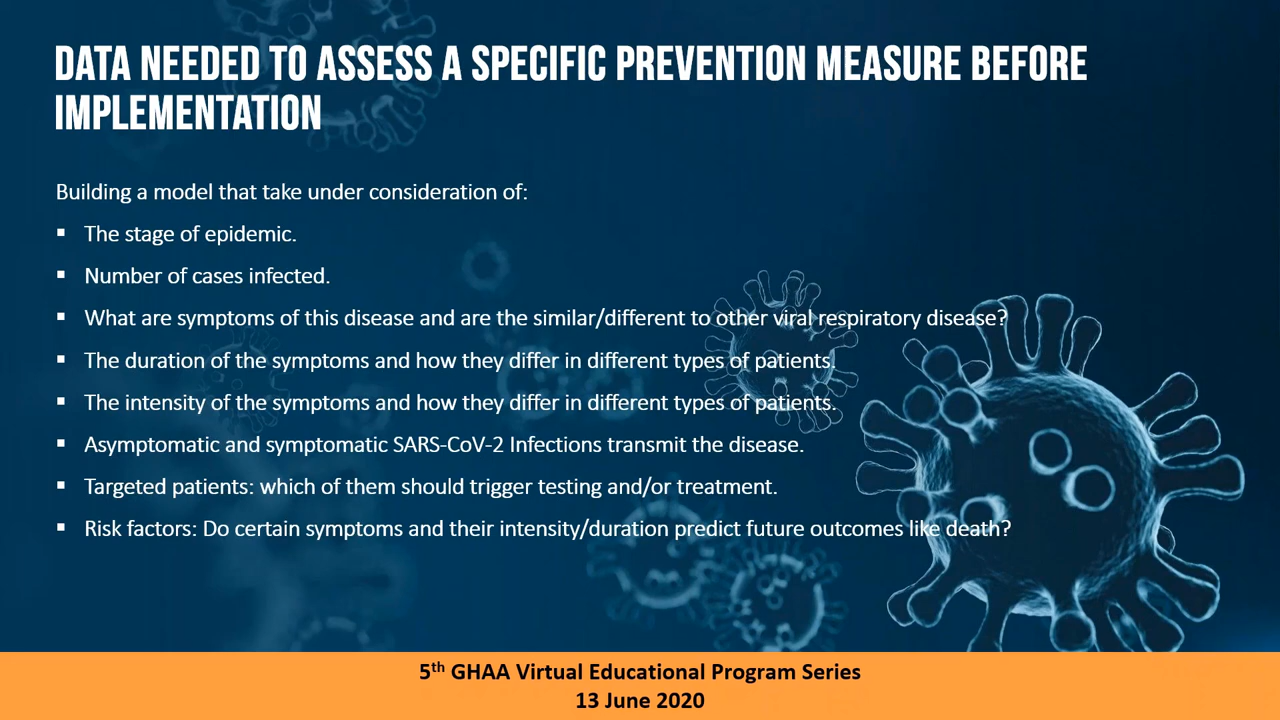 DATA NEEDED TO ASSESS A SPECIFIC PREVENTION MEASURE BEFORE
IMPLEMENTATION
Building a model that take under consideration of:
▪ The stage of epidemic.
▪ Number of cases infected.
▪ What are symptoms of this disease and are the similar/different to other viral respiratory disease?
▪ The duration of the symptoms and how they differ in different types of patients.
▪ The intensity of the symptoms and how they differ in different types of patients.
▪ Asymptomatic and symptomatic SARS-CoV-2 Infections transmit the disease.
▪ Targeted patients: which of them should trigger testing and/or treatment.
▪ Risk factors: Do certain symptoms and their intensity/duration predict future outcomes like death?
5th GHAA Virtual Educational Program Series
13 June 2020